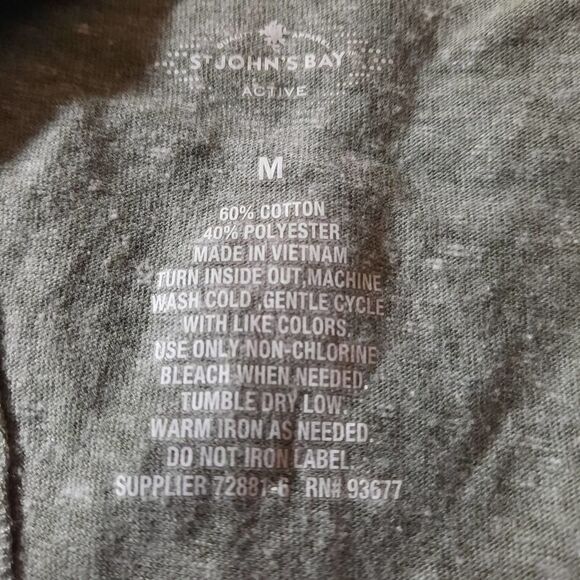 QUALITY APPAREL
ST JOHN'S BAY
ACTIVE
M
60% COTTON
40% POLYESTER
MADE IN VIETNAM
TURN INSIDE OUT,MACHINE
WASH COLD ,GENTLE CYCLE
WITH LIKE COLORS.
USE ONLY NON-CHLORINE
BLEACH WHEN NEEDED.
TUMBLE DRY LOW.
WARM IRON AS NEEDED.
DO NOT IRON LABEL.
SUPPLIER 72881-6 RN# 93677